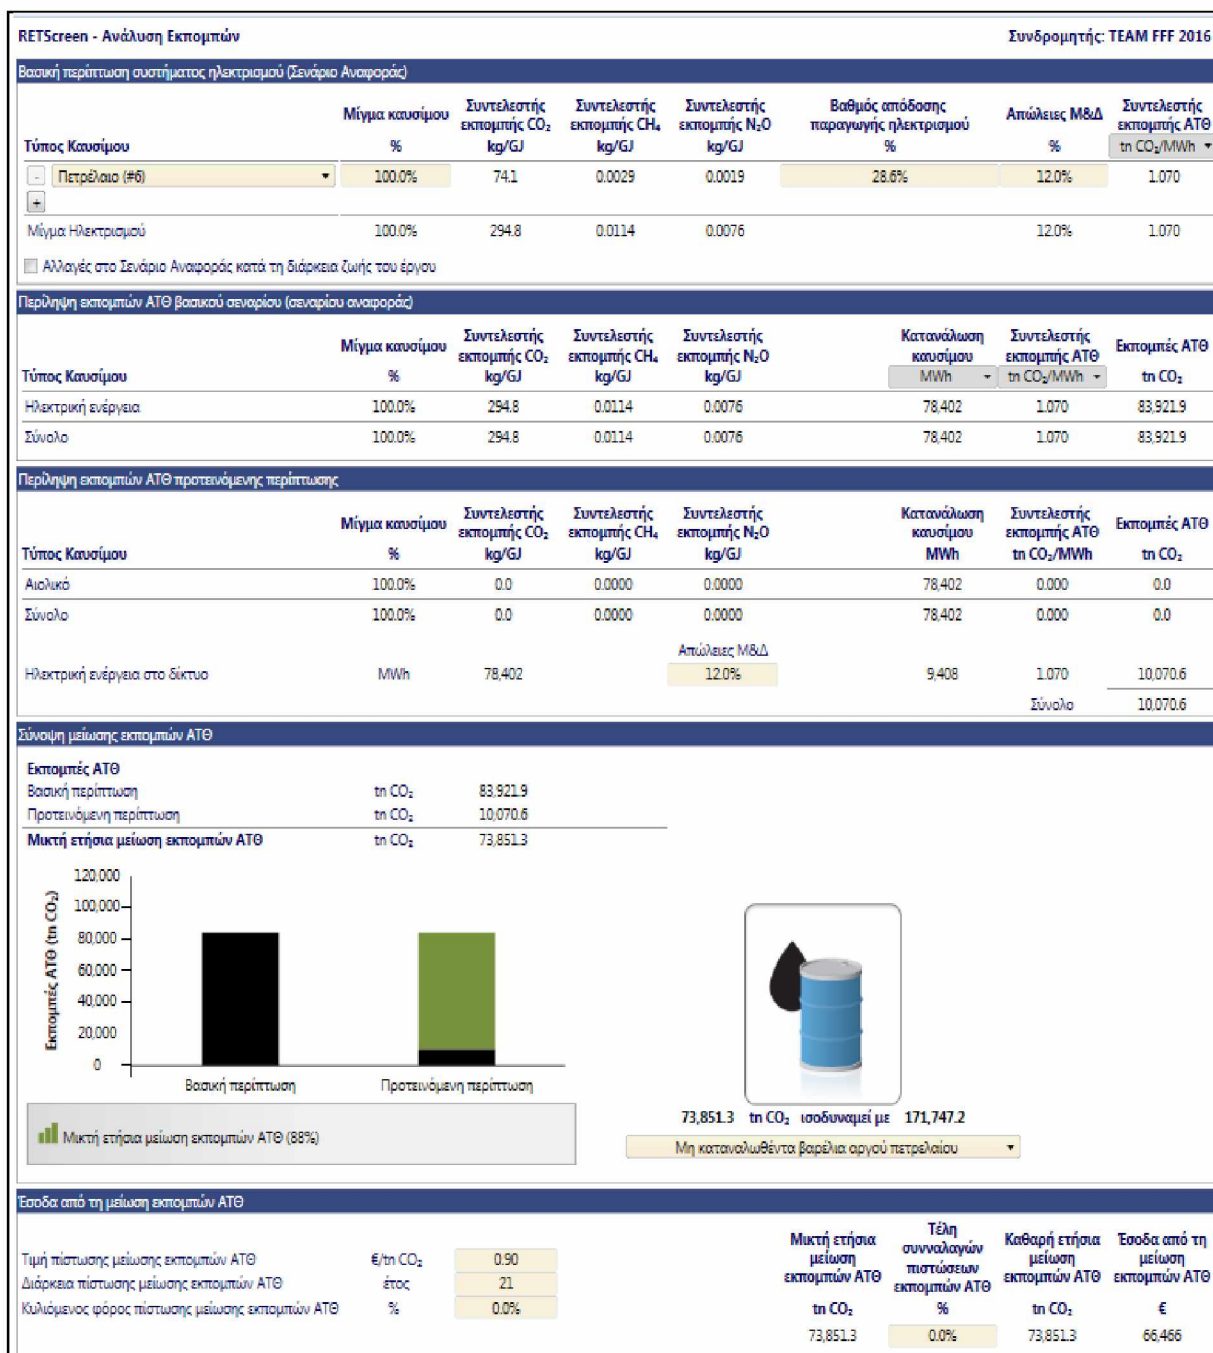 RETScreen - Ανάλυση Εκπομπών Συνδρομητής: TEAM FFF 2016
Βασική περίπτωση συστήματος ηλεκτρισμού (Σενάριο Αναφοράς)
Μίγμα καυσίμου Συντελεστής εκπομπής CO₂ Συντελεστής εκπομπής CH₄ Συντελεστής εκπομπής N₂O Βαθμός απόδοσης παραγωγής ηλεκτρισμού Απώλειες Μ&Δ Συντελεστής εκπομπής ΑΤΘ
Τύπος Καυσίμου % kg/GJ kg/GJ kg/GJ % % tn CO₂/MWh
- Πετρέλαιο (#6) 100.0% 74.1 0.0029 0.0019 28.6% 12.0% 1.070
+
Μίγμα Ηλεκτρισμού 100.0% 294.8 0.0114 0.0076 12.0% 1.070
Αλλαγές στο Σενάριο Αναφοράς κατά τη διάρκεια ζωής του έργου
Περίληψη εκπομπών ΑΤΘ βασικού σεναρίου (σεναρίου αναφοράς)
Μίγμα καυσίμου Συντελεστής εκπομπής CO₂ Συντελεστής εκπομπής CH₄ Συντελεστής εκπομπής N₂O Κατανάλωση καυσίμου Συντελεστής εκπομπής ΑΤΘ Εκπομπές ΑΤΘ
Τύπος Καυσίμου % kg/GJ kg/GJ kg/GJ MWh tn CO₂/MWh tn CO₂
Ηλεκτρική ενέργεια 100.0% 294.8 0.0114 0.0076 78,402 1.070 83,921.9
Σύνολο 100.0% 294.8 0.0114 0.0076 78,402 1.070 83,921.9
Περίληψη εκπομπών ΑΤΘ προτεινόμενης περίπτωσης
Μίγμα καυσίμου Συντελεστής εκπομπής CO₂ Συντελεστής εκπομπής CH₄ Συντελεστής εκπομπής N₂O Κατανάλωση καυσίμου Συντελεστής εκπομπής ΑΤΘ Εκπομπές ΑΤΘ
Τύπος Καυσίμου % kg/GJ kg/GJ kg/GJ MWh tn CO₂/MWh tn CO₂
Αιολικό 100.0% 0.0 0.0000 0.0000 78,402 0.000 0.0
Σύνολο 100.0% 0.0 0.0000 0.0000 78,402 0.000 0.0
Απώλειες Μ&Δ
Ηλεκτρική ενέργεια στο δίκτυο MWh 78,402 12.0% 9,408 1.070 10,070.6
Σύνολο 10,070.6
Σύνοψη μείωσης εκπομπών ΑΤΘ
Εκπομπές ΑΤΘ
Βασική περίπτωση tn CO₂ 83,921.9
Προτεινόμενη περίπτωση tn CO₂ 10,070.6
Μικτή ετήσια μείωση εκπομπών ΑΤΘ tn CO₂ 73,851.3
Εκπομπές ΑΤΘ (tn CO₂)
120,000
100,000
80,000
60,000
40,000
20,000
0
Βασική περίπτωση Προτεινόμενη περίπτωση
Μικτή ετήσια μείωση εκπομπών ΑΤΘ (88%)
73,851.3 tn CO₂ ισοδυναμεί με 171,747.2
Μη καταναλωθέντα βαρέλια αργού πετρελαίου
Έσοδα από τη μείωση εκπομπών ΑΤΘ
Μικτή ετήσια μείωση εκπομπών ΑΤΘ Τέλη συνναλαγών πιστώσεων εκπομπών ΑΤΘ Καθαρή ετήσια μείωση εκπομπών ΑΤΘ Έσοδα από τη μείωση εκπομπών ΑΤΘ
Τιμή πίστωσης μείωσης εκπομπών ΑΤΘ €/tn CO₂ 0.90
Διάρκεια πίστωσης μείωσης εκπομπών ΑΤΘ έτος 21
Κυλιόμενος φόρος πίστωσης μείωσης εκπομπών ΑΤΘ % 0.0%
tn CO₂ % tn CO₂ €
73,851.3 0.0% 73,851.3 66,466